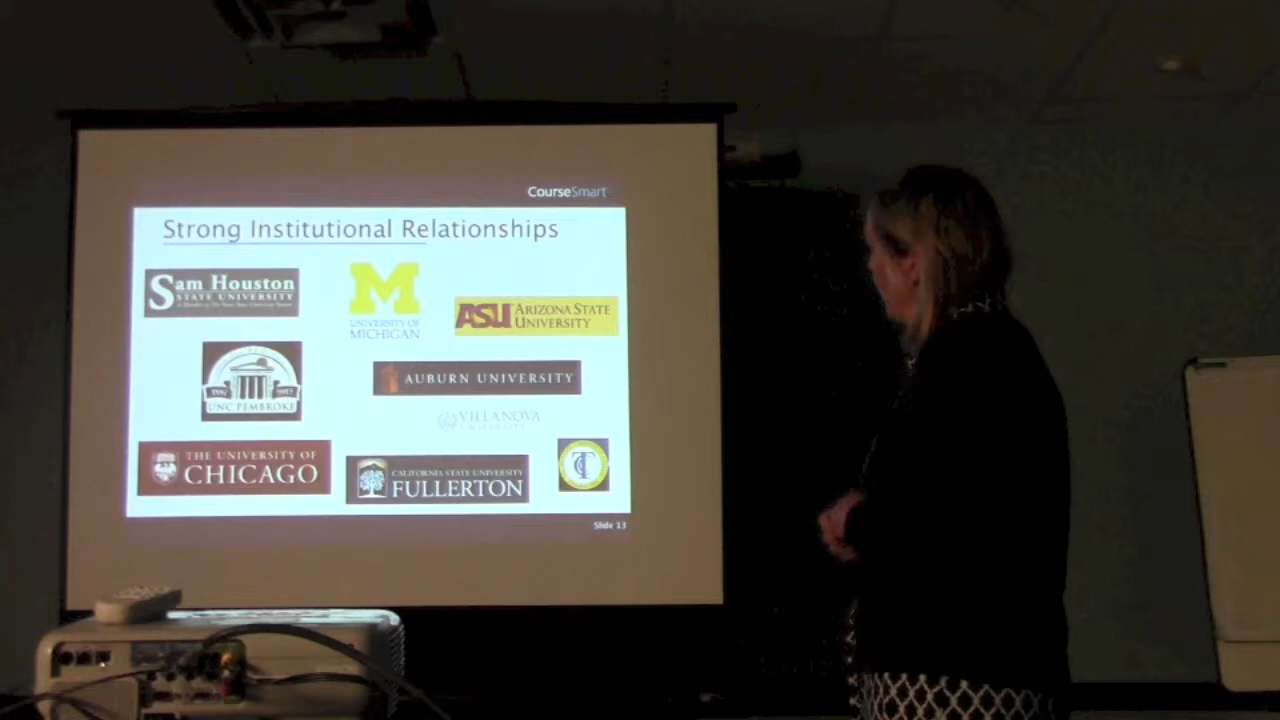 CourseSmart
Strong Institutional Relationships
Sam Houston
STATE UNIVERSITY
M
UNIVERSITY OF
MICHIGAN
ASU ARIZONA STATE
UNIVERSITY
UNC PEMBROKE
AUBURN UNIVERSITY
VILLANOVA
UNIVERSITY
THE UNIVERSITY OF
CHICAGO
CALIFORNIA STATE UNIVERSITY
FULLERTON
Slide 13